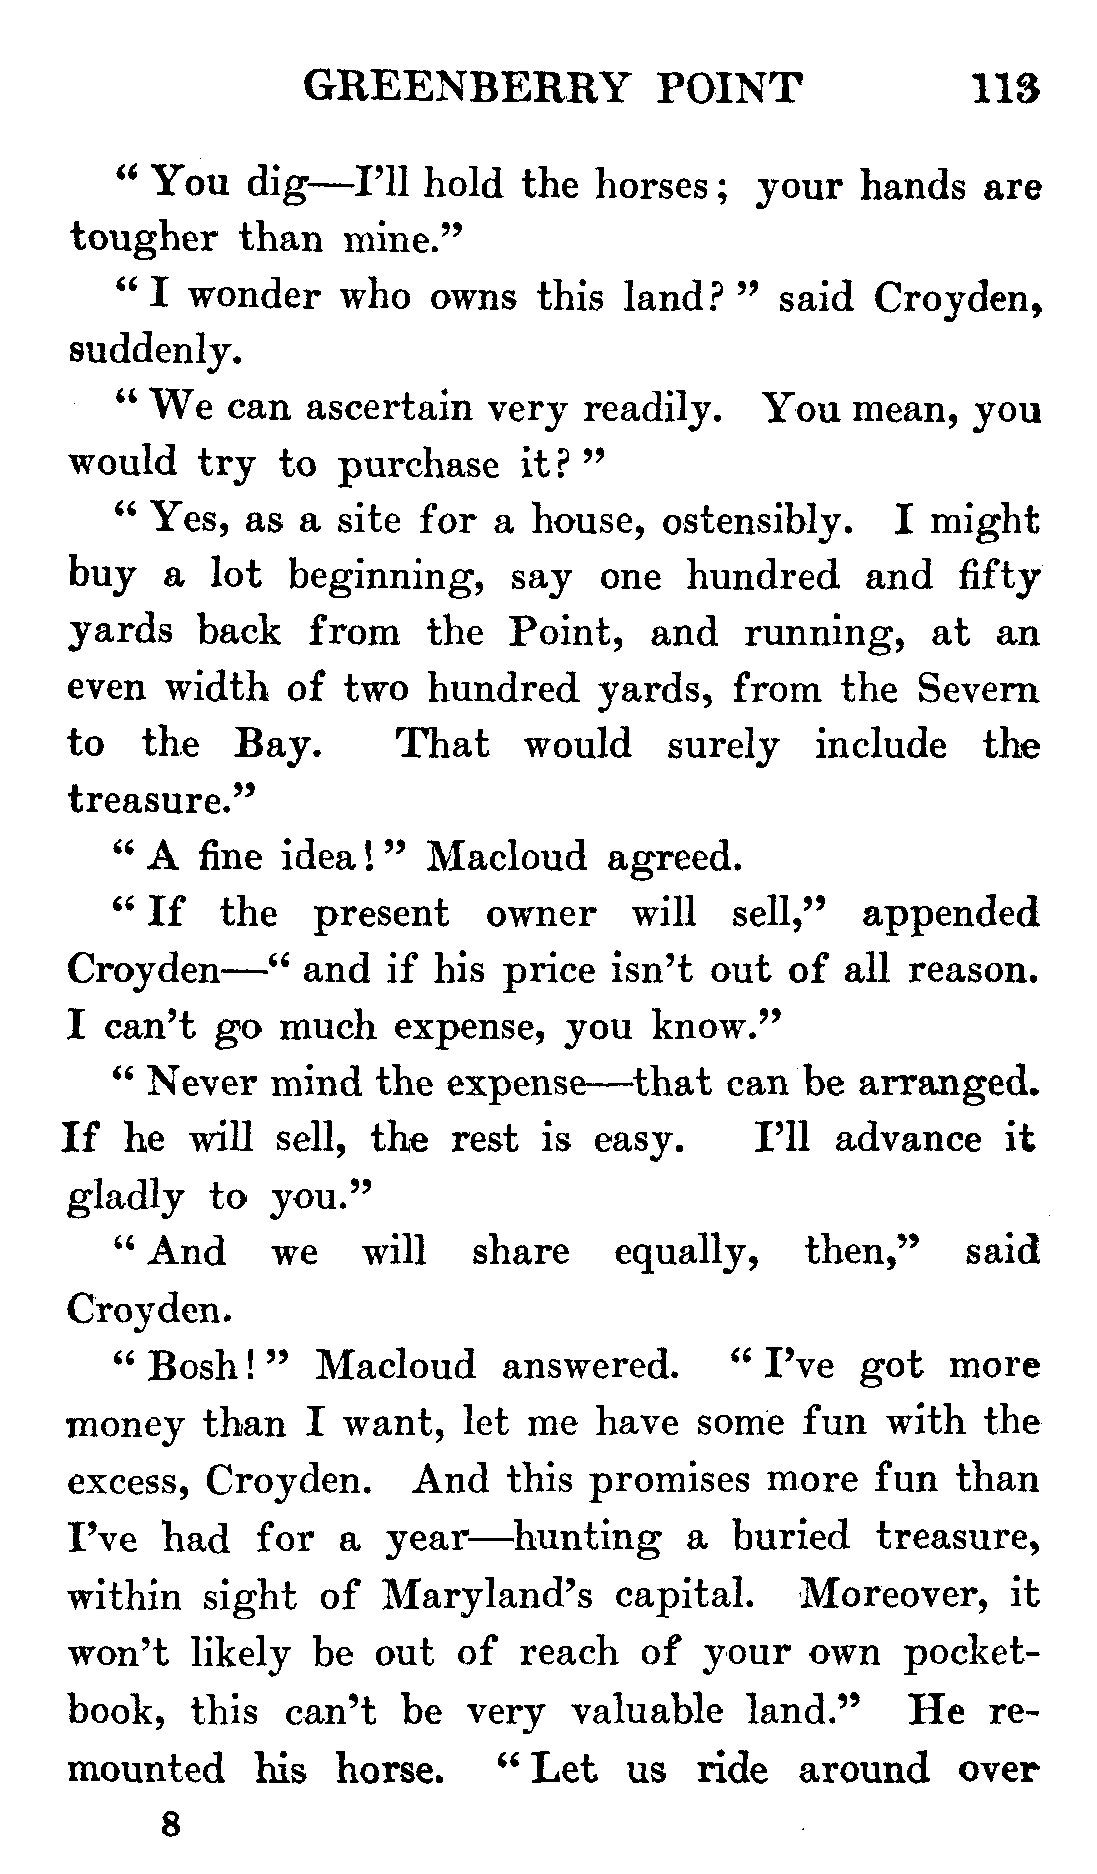 GREENBERRY POINT 113
“ You dig—I’ll hold the horses; your hands are
tougher than mine.”
“ I wonder who owns this land? ” said Croyden,
suddenly.
“ We can ascertain very readily. You mean, you
would try to purchase it? ”
“ Yes, as a site for a house, ostensibly. I might
buy a lot beginning, say one hundred and fifty
yards back from the Point, and running, at an
even width of two hundred yards, from the Severn
to the Bay. That would surely include the
treasure.”
“ A fine idea! ” Macloud agreed.
“ If the present owner will sell,” appended
Croyden—“ and if his price isn’t out of all reason.
I can’t go much expense, you know.”
“ Never mind the expense—that can be arranged.
If he will sell, the rest is easy. I’ll advance it
gladly to you.”
“ And we will share equally, then,” said
Croyden.
“ Bosh! ” Macloud answered. “ I’ve got more
money than I want, let me have some fun with the
excess, Croyden. And this promises more fun than
I’ve had for a year—hunting a buried treasure,
within sight of Maryland’s capital. Moreover, it
won’t likely be out of reach of your own pocket-
book, this can’t be very valuable land.” He re-
mounted his horse. “ Let us ride around over
8